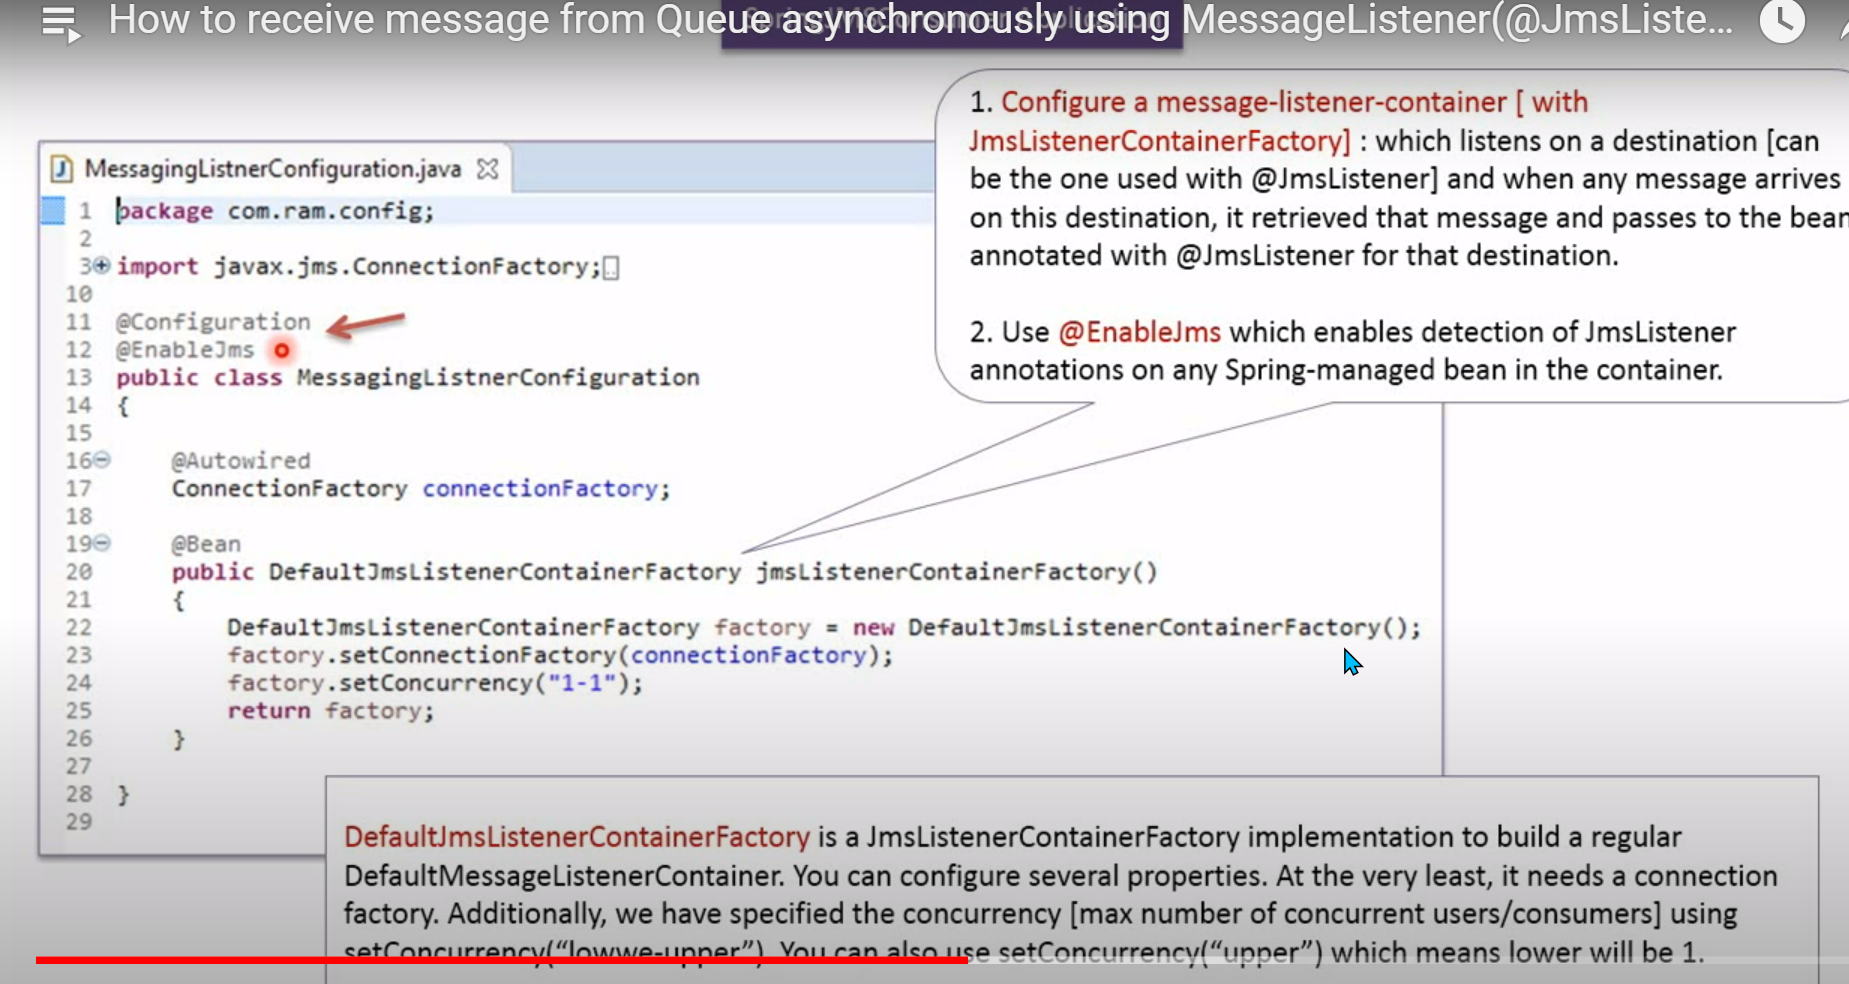 How to receive message from Queue asynchronously using MessageListener(@JmsListe...
1. Configure a message-listener-container [ with
JmsListenerContainerFactory] : which listens on a destination [can
be the one used with @JmsListener] and when any message arrives
on this destination, it retrieved that message and passes to the bean
annotated with @JmsListener for that destination.
2. Use @EnableJms which enables detection of JmsListener
annotations on any Spring-managed bean in the container.
MessagingListnerConfiguration.java
1 package com.ram.config;
2
3 import javax.jms.ConnectionFactory;
10
11 @Configuration
12 @EnableJms
13 public class MessagingListnerConfiguration
14 {
15
16 @Autowired
17 ConnectionFactory connectionFactory;
18
19 @Bean
20 public DefaultJmsListenerContainerFactory jmsListenerContainerFactory()
21 {
22 DefaultJmsListenerContainerFactory factory = new DefaultJmsListenerContainerFactory();
23 factory.setConnectionFactory(connectionFactory);
24 factory.setConcurrency("1-1");
25 return factory;
26 }
27
28 }
29
DefaultJmsListenerContainerFactory is a JmsListenerContainerFactory implementation to build a regular
DefaultMessageListenerContainer. You can configure several properties. At the very least, it needs a connection
factory. Additionally, we have specified the concurrency [max number of concurrent users/consumers] using
setConcurrency(“lowwe-upper”). You can also use setConcurrency(“upper”) which means lower will be 1.